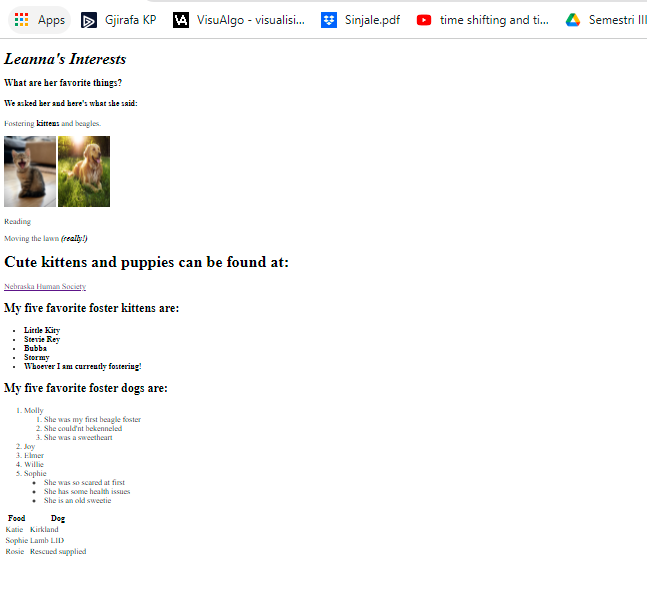 Apps Gjirafa KP VisuAlgo - visualisi... Sinjale.pdf time shifting and ti... Semestri III
Leanna's Interests
What are her favorite things?
We asked her and here's what she said:
Fostering kittens and beagles.
Reading
Moving the lawn (really!)
Cute kittens and puppies can be found at:
Nebraska Human Society
My five favorite foster kittens are:
• Little Kity
• Stevie Rey
• Bubba
• Stormy
• Whoever I am currently fostering!
My five favorite foster dogs are:
1. Molly
1. She was my first beagle foster
2. She could'nt bekenneled
3. She was a sweetheart
2. Joy
3. Elmer
4. Willie
5. Sophie
• She was so scared at first
• She has some health issues
• She is an old sweetie
Food Dog
Katie Kirkland
Sophie Lamb LID
Rosie Rescued supplied